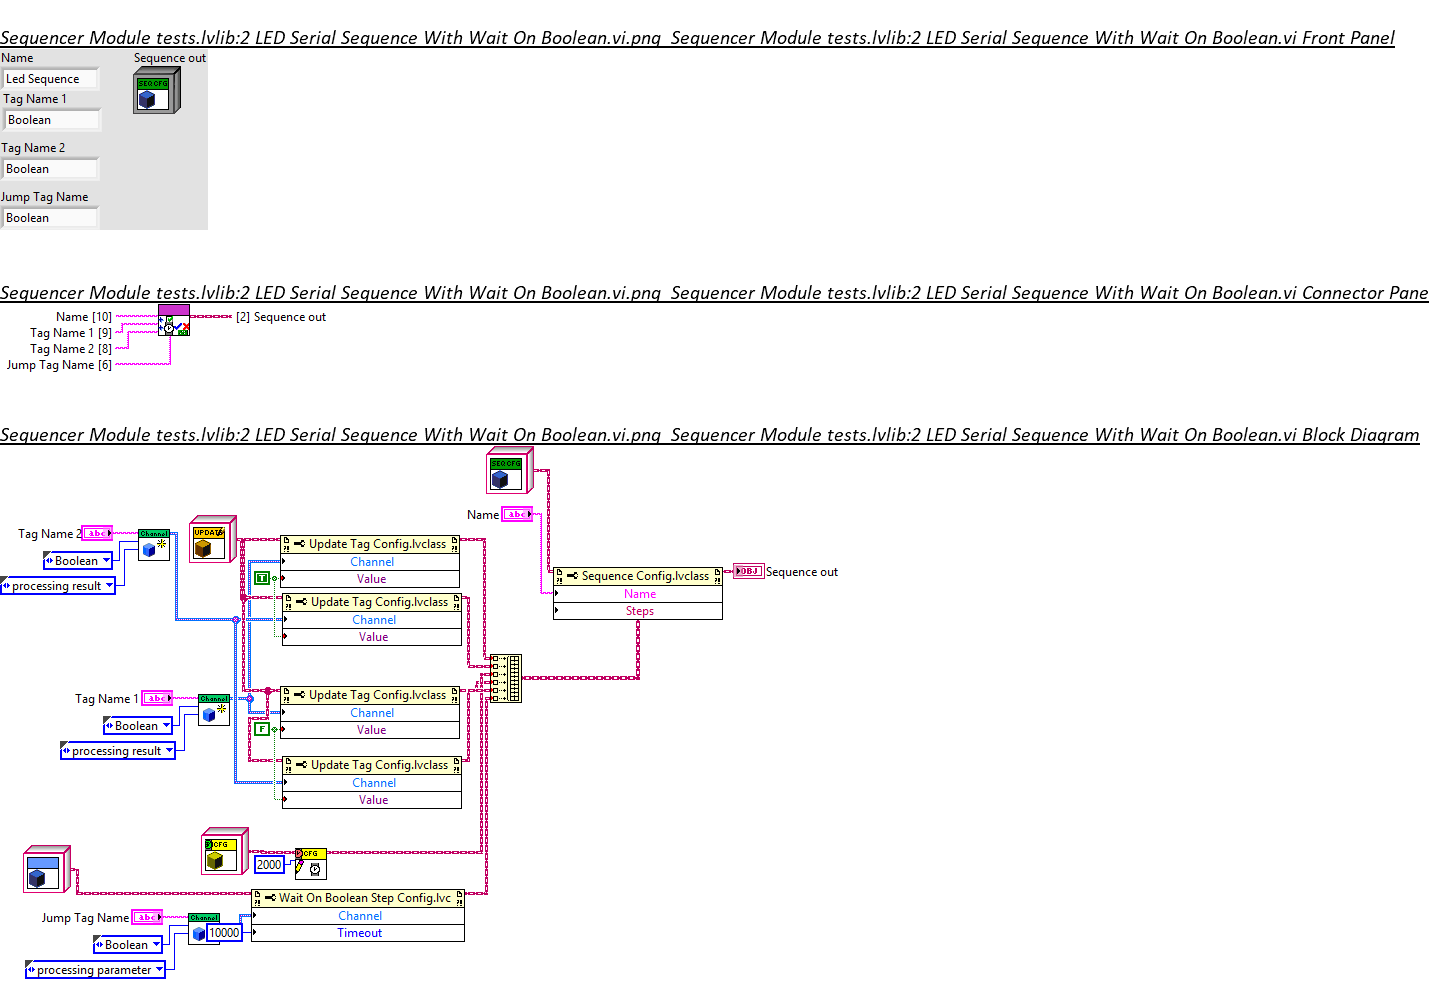 Sequencer Module tests.lvlib:2 LED Serial Sequence With Wait On Boolean.vi.png Sequencer Module tests.lvlib:2 LED Serial Sequence With Wait On Boolean.vi Front Panel
Name
Sequence out
Led Sequence
SEQ CFG
Tag Name 1
Boolean
Tag Name 2
Boolean
Jump Tag Name
Boolean
Sequencer Module tests.lvlib:2 LED Serial Sequence With Wait On Boolean.vi.png Sequencer Module tests.lvlib:2 LED Serial Sequence With Wait On Boolean.vi Connector Pane
Name [10]
[2] Sequence out
Tag Name 1 [9]
Tag Name 2 [8]
Jump Tag Name [6]
Sequencer Module tests.lvlib:2 LED Serial Sequence With Wait On Boolean.vi.png Sequencer Module tests.lvlib:2 LED Serial Sequence With Wait On Boolean.vi Block Diagram
SEQ CFG
Name abc
Tag Name 2 abc
Channel
UPDATE
Boolean
processing result
Update Tag Config.lvclass
Channel
T
Value
Update Tag Config.lvclass
Channel
Value
Sequence Config.lvclass
Name
Steps
OBJ Sequence out
Tag Name 1 abc
Channel
Boolean
processing result
Update Tag Config.lvclass
Channel
F
Value
Update Tag Config.lvclass
Channel
Value
CFG
2000
CFG
Wait On Boolean Step Config.lvc
Channel
Timeout
Jump Tag Name abc
Channel
10000
Boolean
processing parameter